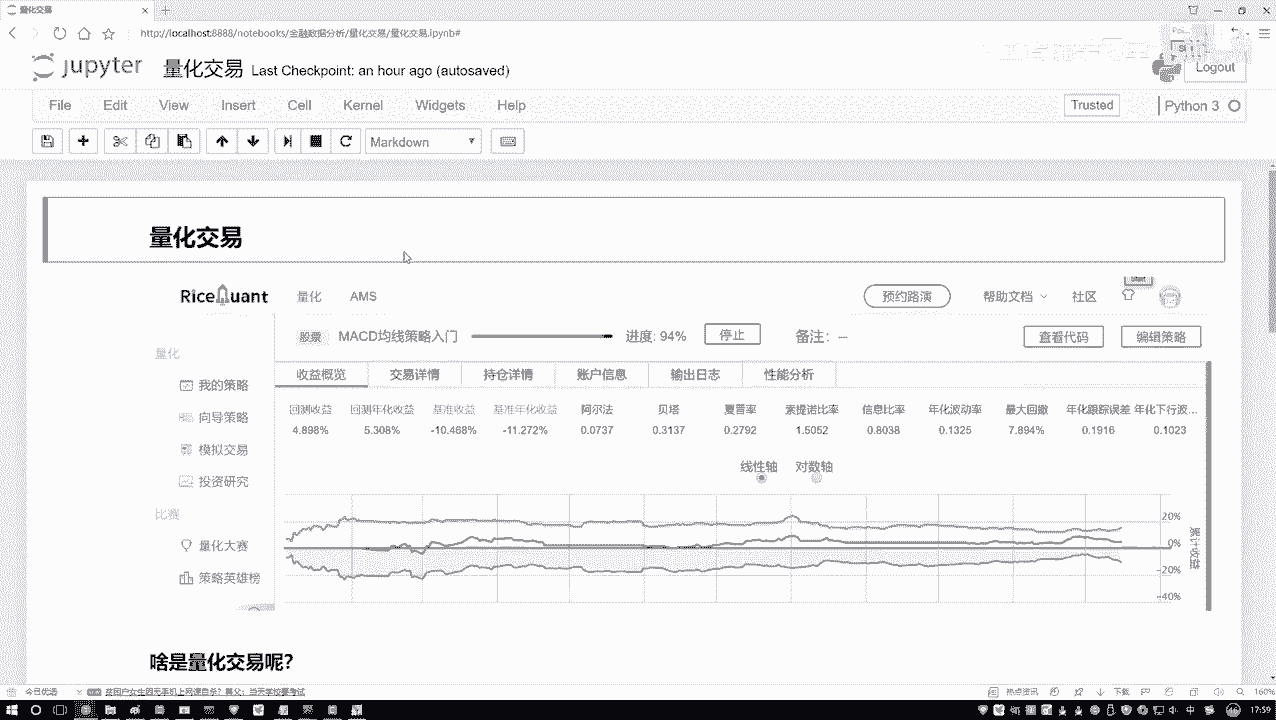 量化交易
http://localhost:8888/notebooks/金融数据分析/量化交易/量化交易.ipynb#
jupyter 量化交易 Last Checkpoint: an hour ago (autosaved)
Logout
File Edit View Insert Cell Kernel Widgets Help
Trusted Python 3
Markdown
量化交易
RiceQuant 量化 AMS 预约路演 帮助文档 社区
股票 MACD均线策略入门 进度: 94% 停止 备注: -- 查看代码 编辑策略
量化
我的策略
向导策略
模拟交易
投资研究
比赛
量化大赛
策略英雄榜
收益概览 交易详情 持仓详情 账户信息 输出日志 性能分析
回测收益 回测年化收益 基准收益 基准年化收益 阿尔法 贝塔 夏普率 索提诺比率 信息比率 年化波动率 最大回撤 年化跟踪误差 年化下行波...
4.898% 5.308% -10.468% -11.272% 0.0737 0.3137 0.2792 1.5052 0.8038 0.1325 7.894% 0.1916 0.1023
线性轴 对数轴
20%
0%
-20%
-40%
累计收益
啥是量化交易呢?
今日优选
热点资讯 下载 160%
中 17:59